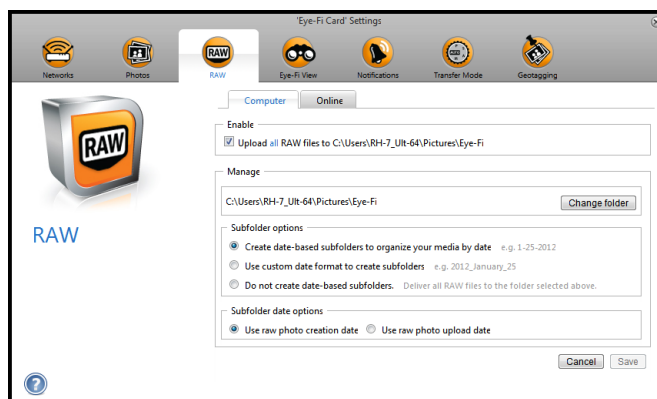 'Eye-Fi Card' Settings
RAW
Networks Photos RAW Eye-Fi View Notifications Transfer Mode Geotagging
Computer Online
Enable
Upload all RAW files to C:\Users\RH-7_Ult-64\Pictures\Eye-Fi
RAW
Manage
C:\Users\RH-7_Ult-64\Pictures\Eye-Fi Change folder
RAW
Subfolder options
Create date-based subfolders to organize your media by date e.g. 1-25-2012
Use custom date format to create subfolders e.g. 2012_January_25
Do not create date-based subfolders. Deliver all RAW files to the folder selected above.
Subfolder date options
Use raw photo creation date Use raw photo upload date
Cancel Save
?